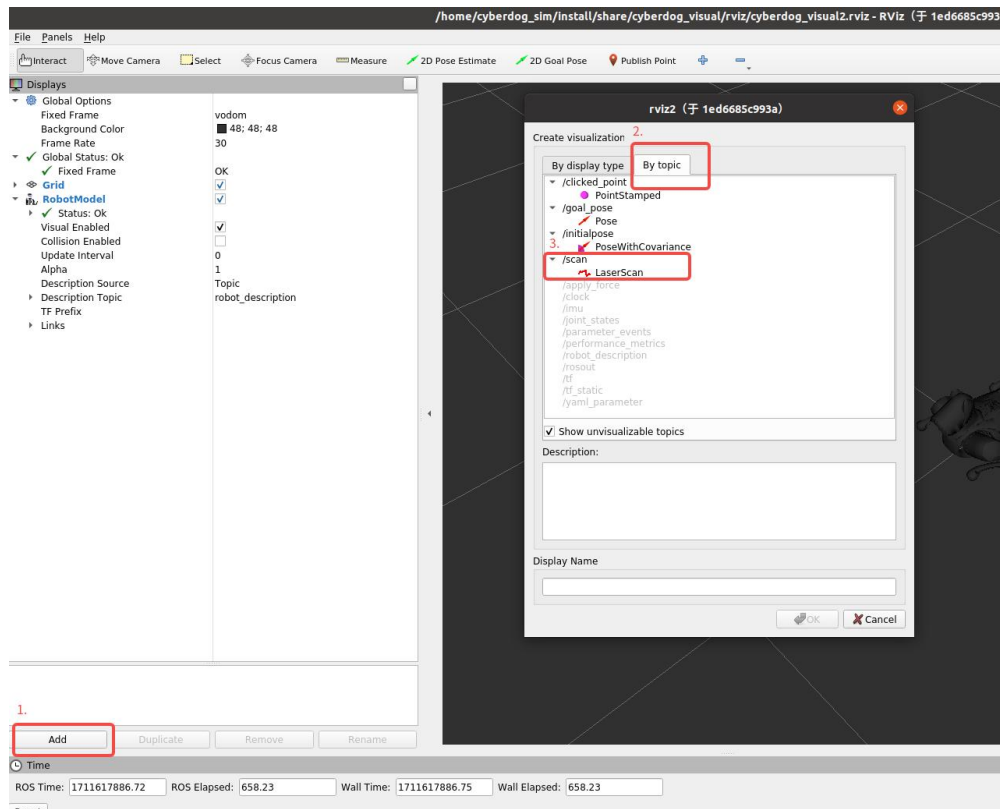 /home/cyberdog_sim/install/share/cyberdog_visual/rviz/cyberdog_visual2.rviz - RViz（于 1ed6685c993
File Panels Help
Interact Move Camera Select Focus Camera Measure 2D Pose Estimate 2D Goal Pose Publish Point
Displays
Global Options
Fixed Frame vodom
Background Color 48; 48; 48
Frame Rate 30
Global Status: Ok
Fixed Frame OK
Grid
RobotModel
Status: Ok
Visual Enabled
Collision Enabled
Update Interval 0
Alpha 1
Description Source Topic
Description Topic robot_description
TF Prefix
Links
rviz2（于 1ed6685c993a）
Create visualization
2.
By display type By topic
/clicked_point
PointStamped
/goal_pose
Pose
/initialpose
PoseWithCovariance
3.
/scan
LaserScan
/apply_force
/clock
/imu
/joint_states
/parameter_events
/performance_metrics
/robot_description
/rosout
/tf
/tf_static
/yaml_parameter
Show unvisualizable topics
Description:
Display Name
OK Cancel
1.
Add Duplicate Remove Rename
Time
ROS Time: 1711617886.72 ROS Elapsed: 658.23 Wall Time: 1711617886.75 Wall Elapsed: 658.23